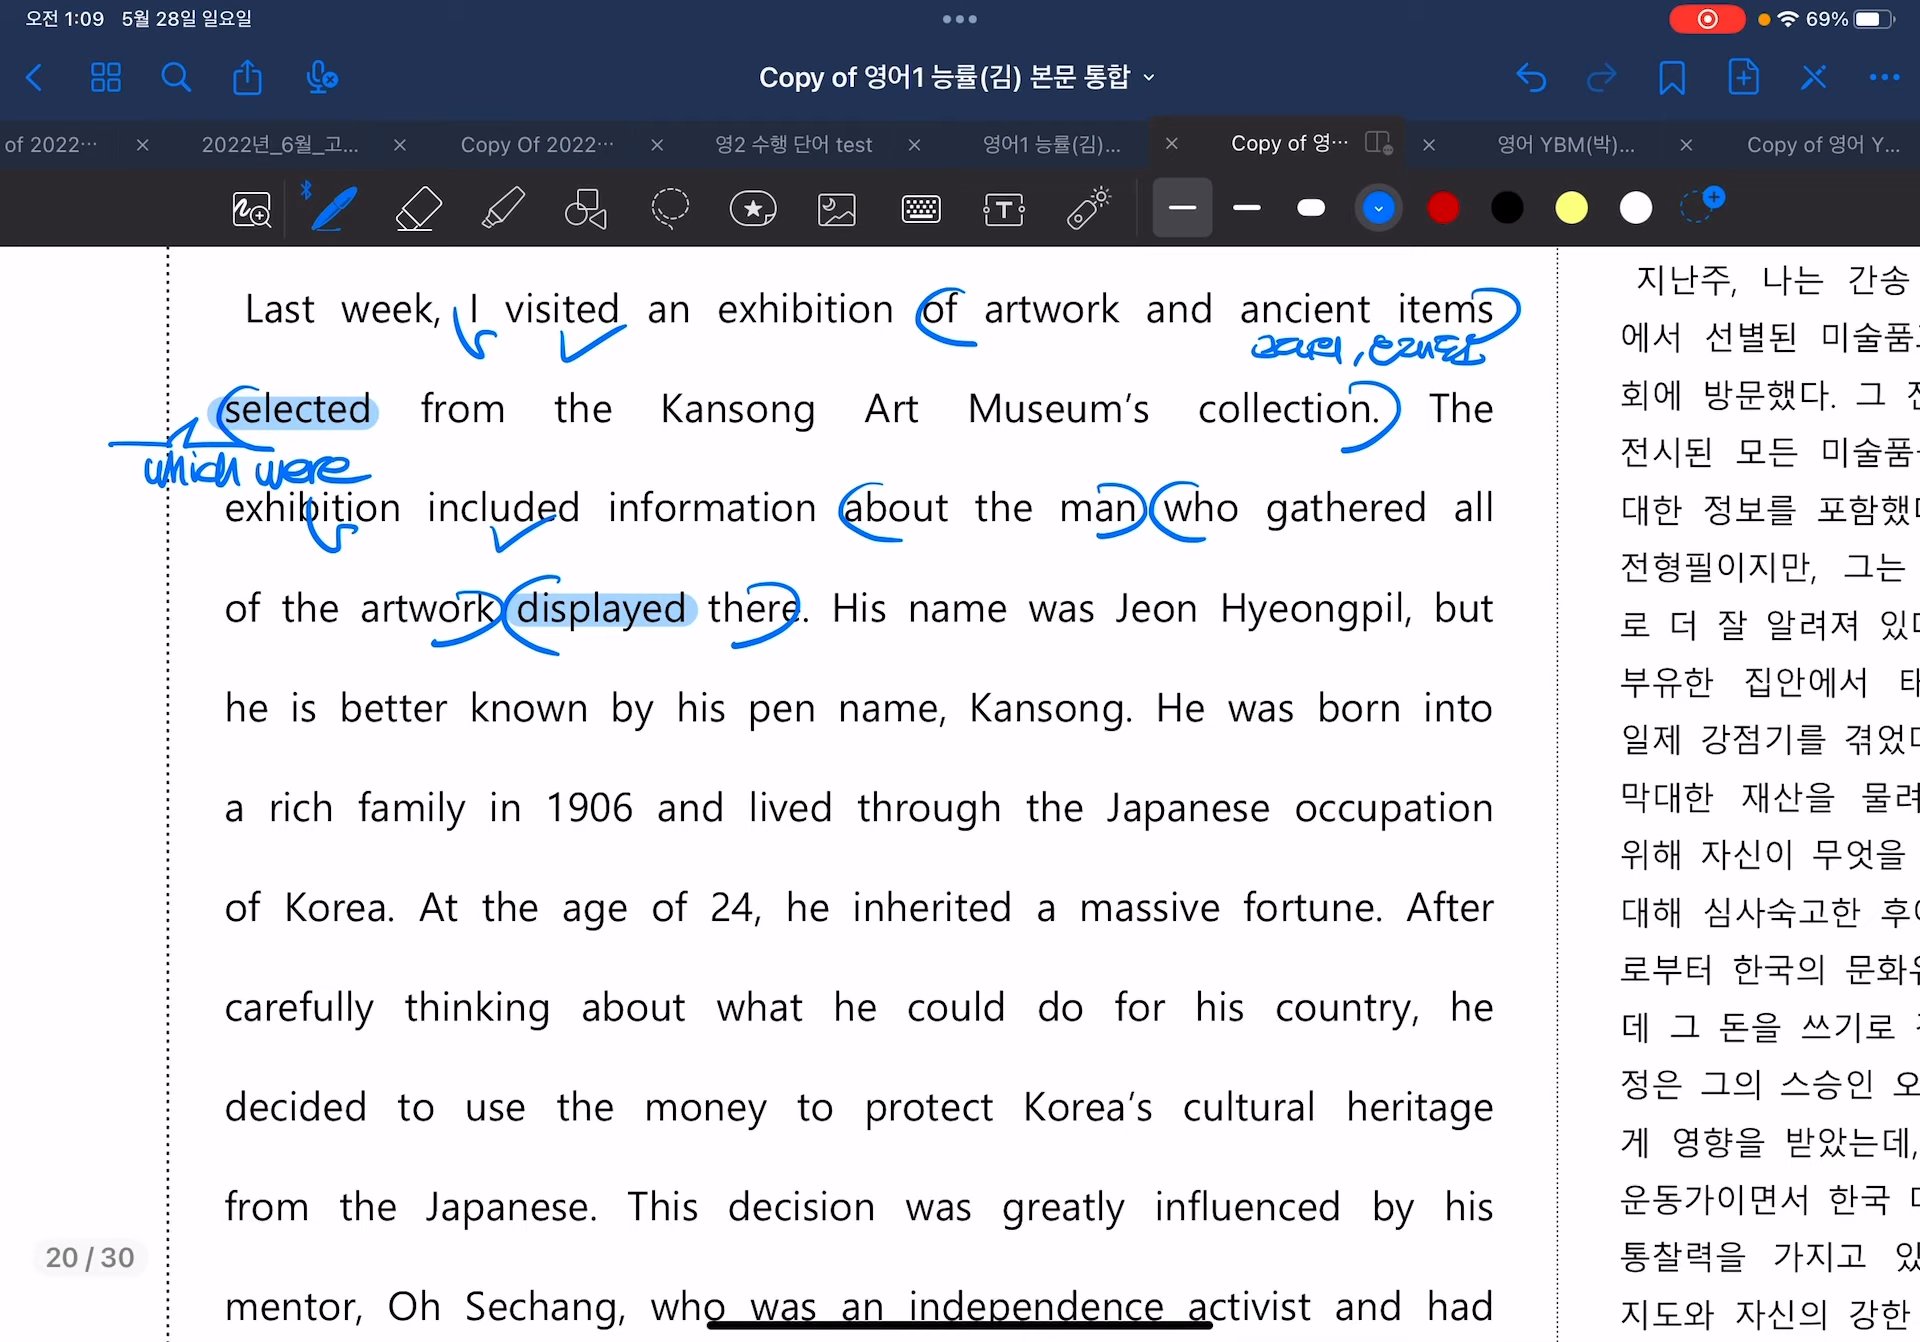 오전 1:09 5월 28일 일요일
69%
Copy of 영어1 능률(김) 본문 통합
of 2022…
2022년_6월_고...
Copy Of 2022…
영2 수행 단어 test
영어1 능률(김)...
Copy of 영…
영어 YBM(박)...
Copy of 영어 Y...
Last week, I visited an exhibition of artwork and ancient items
selected from the Kansong Art Museum's collection. The
which were
exhibition included information about the man who gathered all
of the artwork displayed there. His name was Jeon Hyeongpil, but
he is better known by his pen name, Kansong. He was born into
a rich family in 1906 and lived through the Japanese occupation
of Korea. At the age of 24, he inherited a massive fortune. After
carefully thinking about what he could do for his country, he
decided to use the money to protect Korea's cultural heritage
from the Japanese. This decision was greatly influenced by his
mentor, Oh Sechang, who was an independence activist and had
지난주, 나는 간송
에서 선별된 미술품
회에 방문했다. 그
전시된 모든 미술품
대한 정보를 포함했
전형필이지만, 그는
로 더 잘 알려져 있
부유한 집안에서
일제 강점기를 겪었
막대한 재산을 물려
위해 자신이 무엇을
대해 심사숙고한 후
로부터 한국의 문화
데 그 돈을 쓰기로
정은 그의 스승인 오
게 영향을 받았는데,
운동가이면서 한국
통찰력을 가지고 있
지도와 자신의 강한
20 / 30